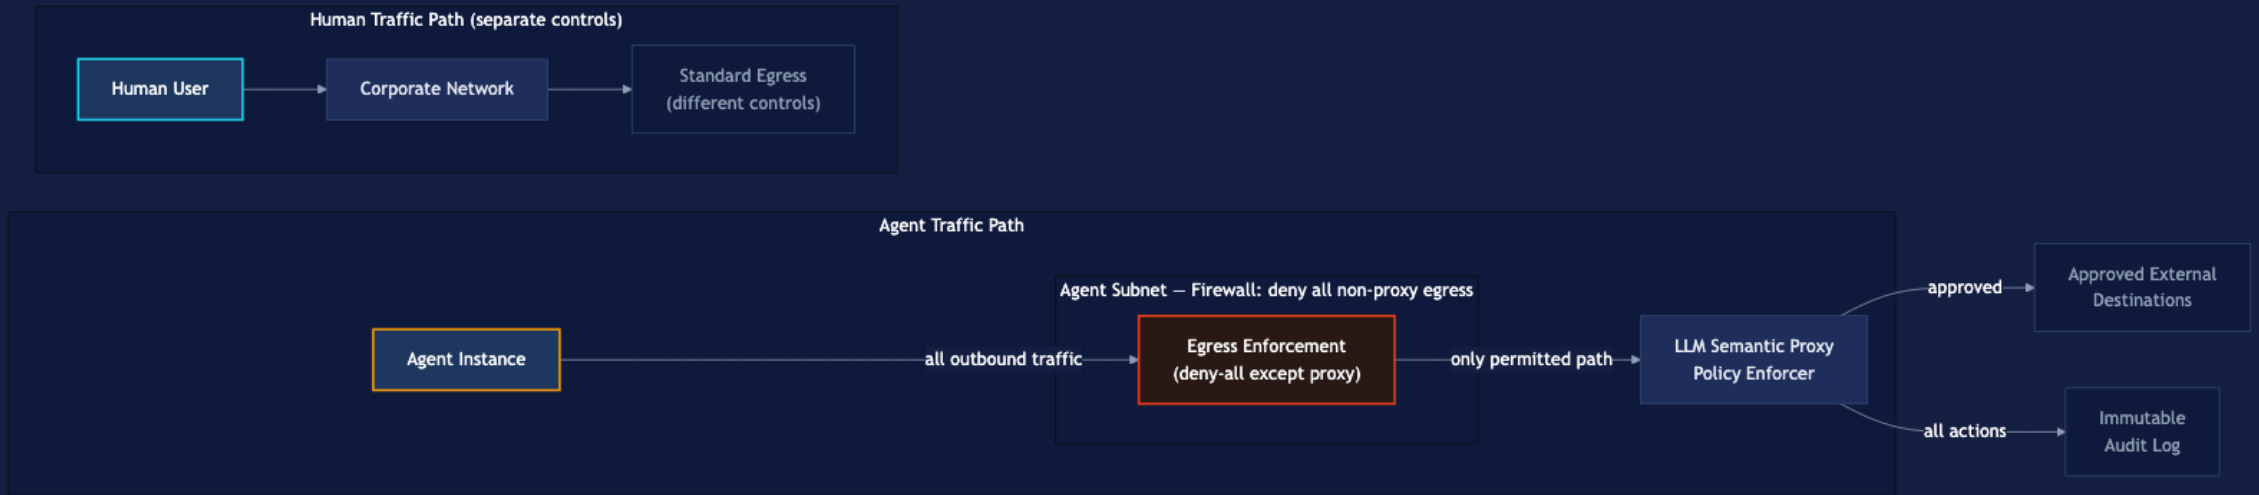 Human Traffic Path (separate controls)
Human User
Corporate Network
Standard Egress
(different controls)
Agent Traffic Path
Agent Subnet — Firewall: deny all non-proxy egress
Agent Instance
all outbound traffic
Egress Enforcement
(deny-all except proxy)
only permitted path
LLM Semantic Proxy
Policy Enforcer
approved
Approved External
Destinations
all actions
Immutable
Audit Log